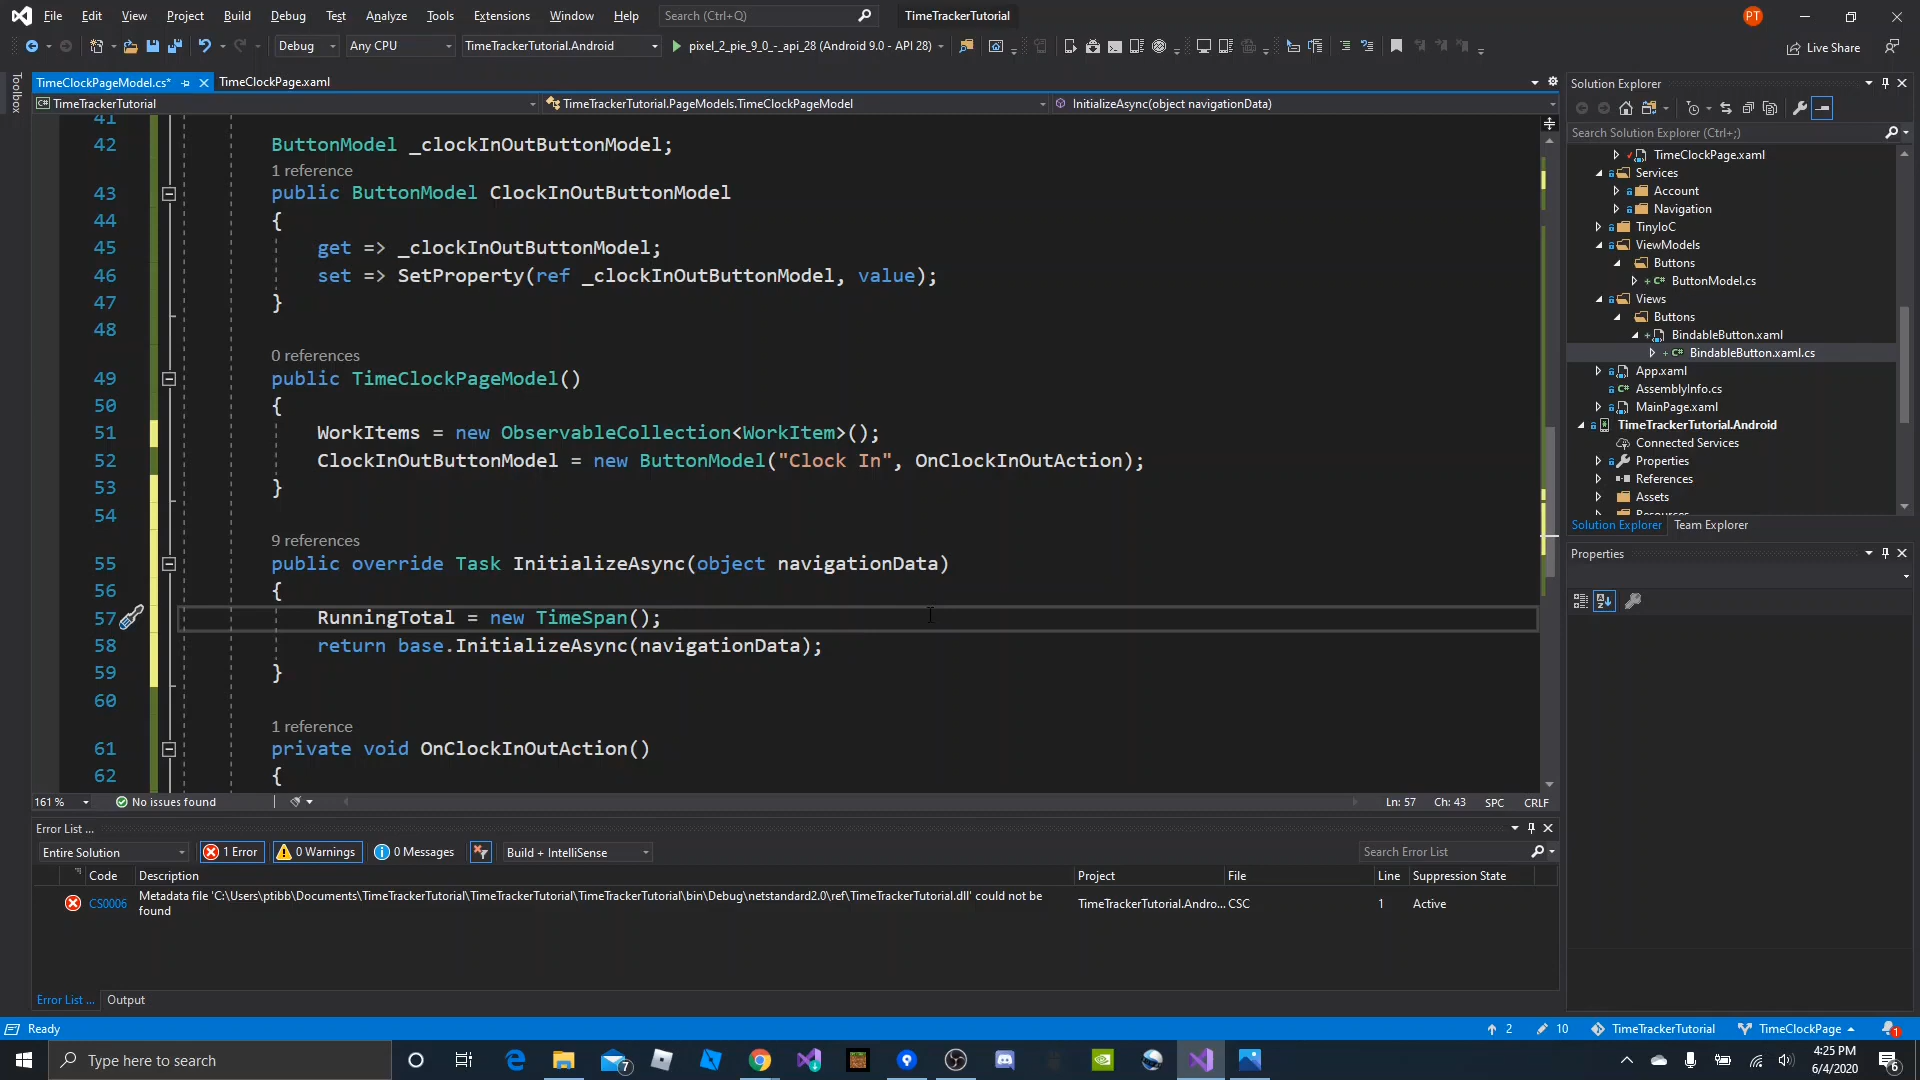 File Edit View Project Build Debug Test Analyze Tools Extensions Window Help Search (Ctrl+Q) TimeTrackerTutorial PT
Debug Any CPU TimeTrackerTutorial.Android pixel_2_pie_9_0_-_api_28 (Android 9.0 - API 28) Live Share
Toolbox
TimeClockPageModel.cs* TimeClockPage.xaml
TimeTrackerTutorial TimeTrackerTutorial.PageModels.TimeClockPageModel InitializeAsync(object navigationData)
41
42 ButtonModel _clockInOutButtonModel;
1 reference
43 public ButtonModel ClockInOutButtonModel
44 {
45 get => _clockInOutButtonModel;
46 set => SetProperty(ref _clockInOutButtonModel, value);
47 }
48
0 references
49 public TimeClockPageModel()
50 {
51 WorkItems = new ObservableCollection<WorkItem>();
52 ClockInOutButtonModel = new ButtonModel("Clock In", OnClockInOutAction);
53 }
54
9 references
55 public override Task InitializeAsync(object navigationData)
56 {
57 RunningTotal = new TimeSpan();
58 return base.InitializeAsync(navigationData);
59 }
60
1 reference
61 private void OnClockInOutAction()
62 {
161 % No issues found Ln: 57 Ch: 43 SPC CRLF
Error List ...
Entire Solution 1 Error 0 Warnings 0 Messages Build + IntelliSense Search Error List
Code Description Project File Line Suppression State
CS0006 Metadata file 'C:\Users\ptibb\Documents\TimeTrackerTutorial\TimeTrackerTutorial\TimeTrackerTutorial\bin\Debug\netstandard2.0\ref\TimeTrackerTutorial.dll' could not be
found TimeTrackerTutorial.Andro... CSC 1 Active
Error List ... Output
Solution Explorer
Search Solution Explorer (Ctrl+;)
TimeClockPage.xaml
Services
Account
Navigation
TinyIoC
ViewModels
Buttons
ButtonModel.cs
Views
Buttons
BindableButton.xaml
BindableButton.xaml.cs
App.xaml
AssemblyInfo.cs
MainPage.xaml
TimeTrackerTutorial.Android
Connected Services
Properties
References
Assets
Resources
Solution Explorer Team Explorer
Properties
Ready 2 10 TimeTrackerTutorial TimeClockPage 1
Type here to search 7 4:25 PM
6/4/2020 6